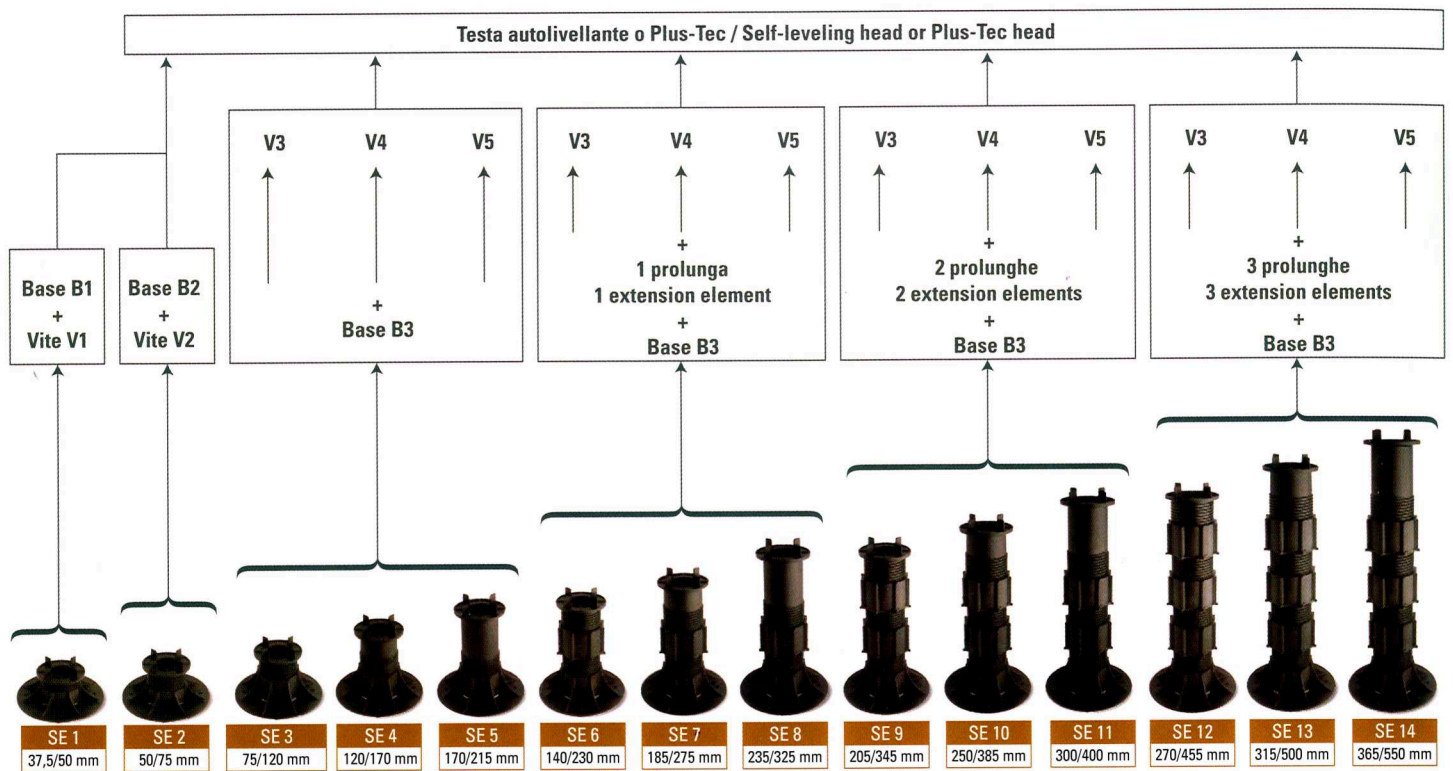 Testa autolivellante o Plus-Tec / Self-leveling head or Plus-Tec head
Base B1
+
Vite V1
Base B2
+
Vite V2
V3 V4 V5
+
Base B3
V3 V4 V5
+
1 prolunga
1 extension element
+
Base B3
V3 V4 V5
+
2 prolunghe
2 extension elements
+
Base B3
V3 V4 V5
+
3 prolunghe
3 extension elements
+
Base B3
SE 1
37,5/50 mm
SE 2
50/75 mm
SE 3
75/120 mm
SE 4
120/170 mm
SE 5
170/215 mm
SE 6
140/230 mm
SE 7
185/275 mm
SE 8
235/325 mm
SE 9
205/345 mm
SE 10
250/385 mm
SE 11
300/400 mm
SE 12
270/455 mm
SE 13
315/500 mm
SE 14
365/550 mm